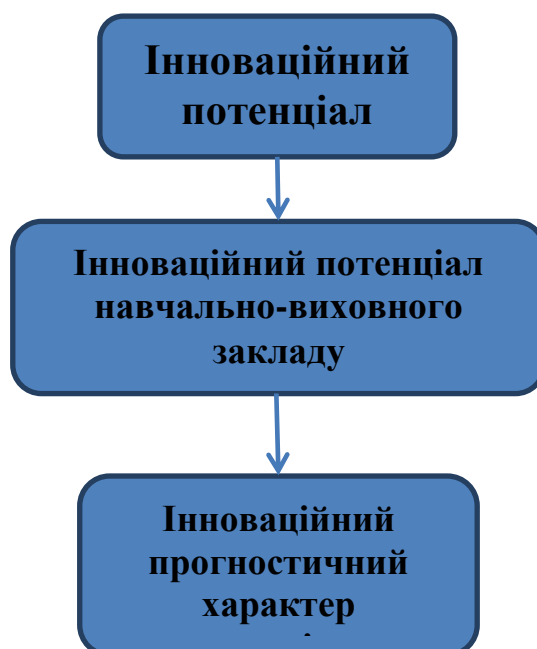 Інноваційний
потенціал
Інноваційний потенціал
навчально-виховного
закладу
Інноваційний
прогностичний
характер